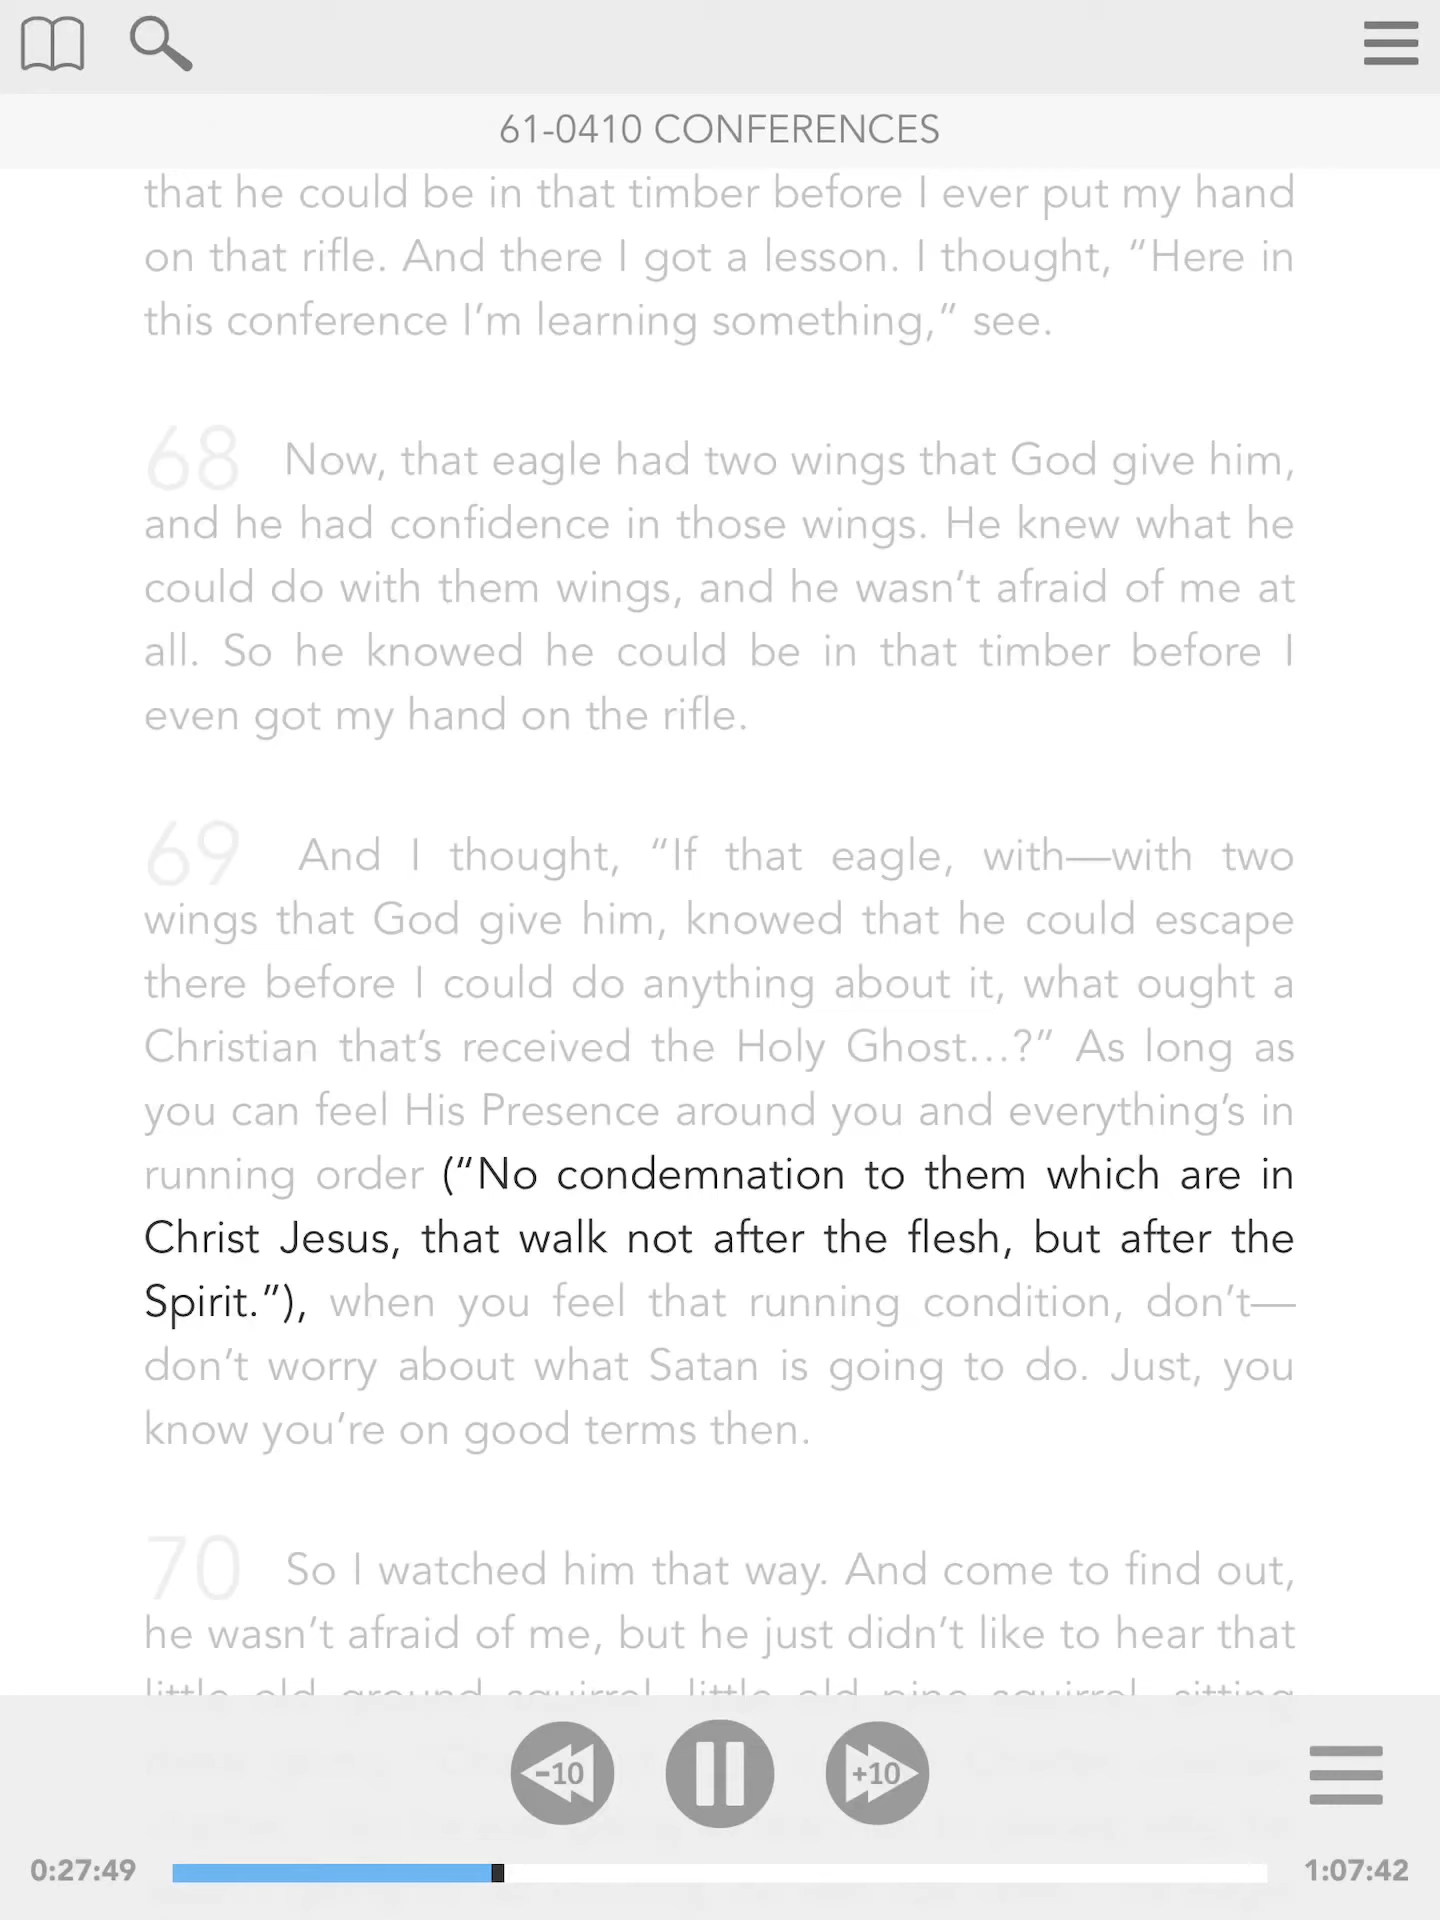 61-0410 CONFERENCES
that he could be in that timber before I ever put my hand
on that rifle. And there I got a lesson. I thought, “Here in
this conference I’m learning something,” see.
68 Now, that eagle had two wings that God give him,
and he had confidence in those wings. He knew what he
could do with them wings, and he wasn’t afraid of me at
all. So he knowed he could be in that timber before I
even got my hand on the rifle.
69 And I thought, “If that eagle, with—with two
wings that God give him, knowed that he could escape
there before I could do anything about it, what ought a
Christian that’s received the Holy Ghost…?” As long as
you can feel His Presence around you and everything’s in
running order (“No condemnation to them which are in
Christ Jesus, that walk not after the flesh, but after the
Spirit.”), when you feel that running condition, don’t—
don’t worry about what Satan is going to do. Just, you
know you’re on good terms then.
70 So I watched him that way. And come to find out,
he wasn’t afraid of me, but he just didn’t like to hear that
little old ground squirrel, little old pine squirrel, sitting
-10 +10
0:27:49 1:07:42